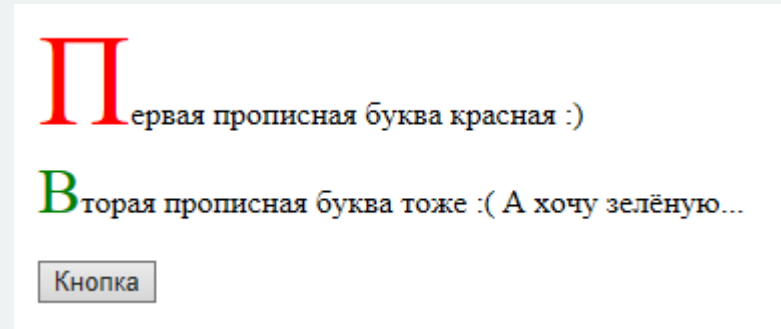 Первая прописная буква красная :)
Вторая прописная буква тоже :( А хочу зелёную...
Кнопка